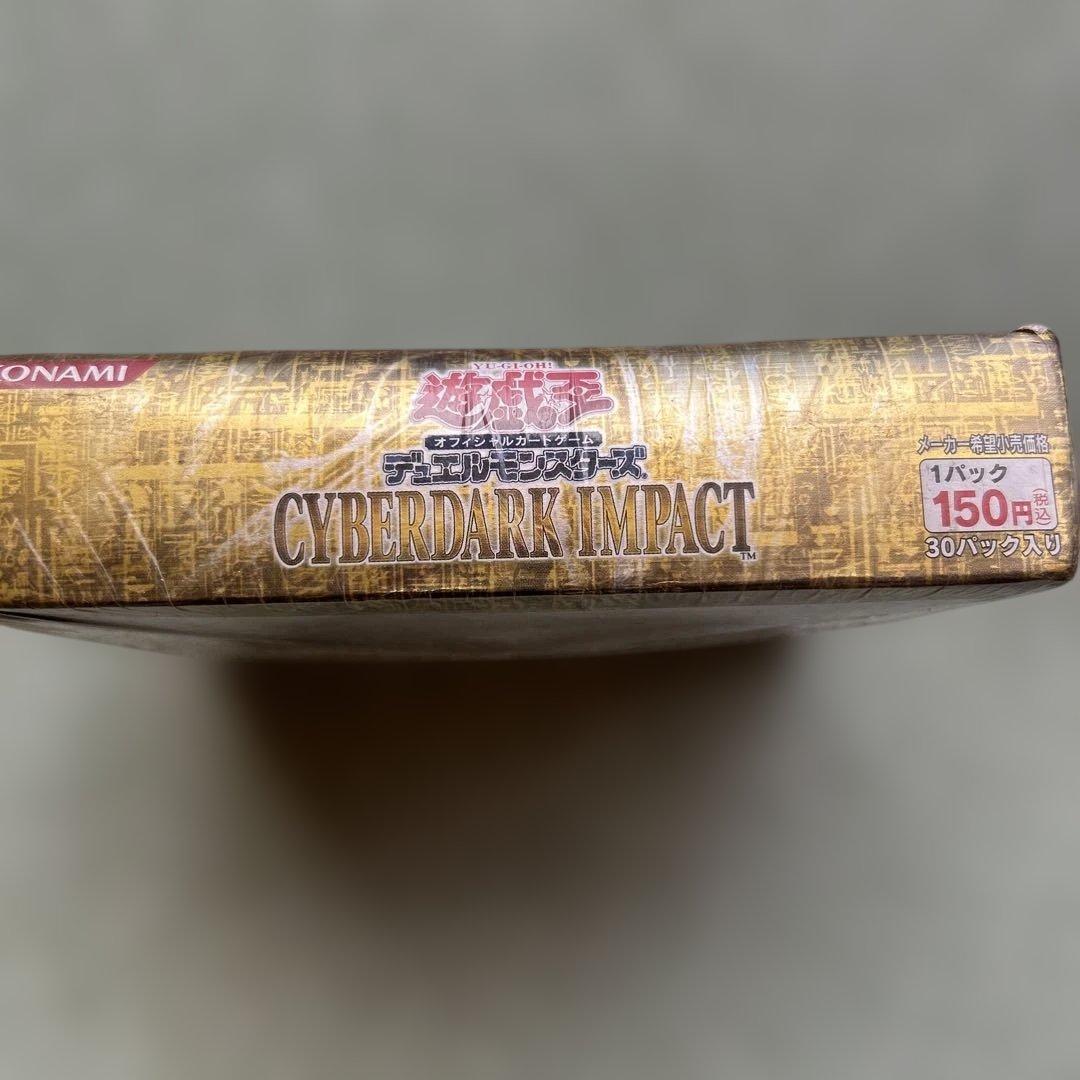 KONAMI
YU-GI-OH!
遊戯王
オフィシャルカードゲーム
デュエルモンスターズ
CYBERDARK IMPACT™
メーカー希望小売価格
1パック
150円(税込)
30パック入り